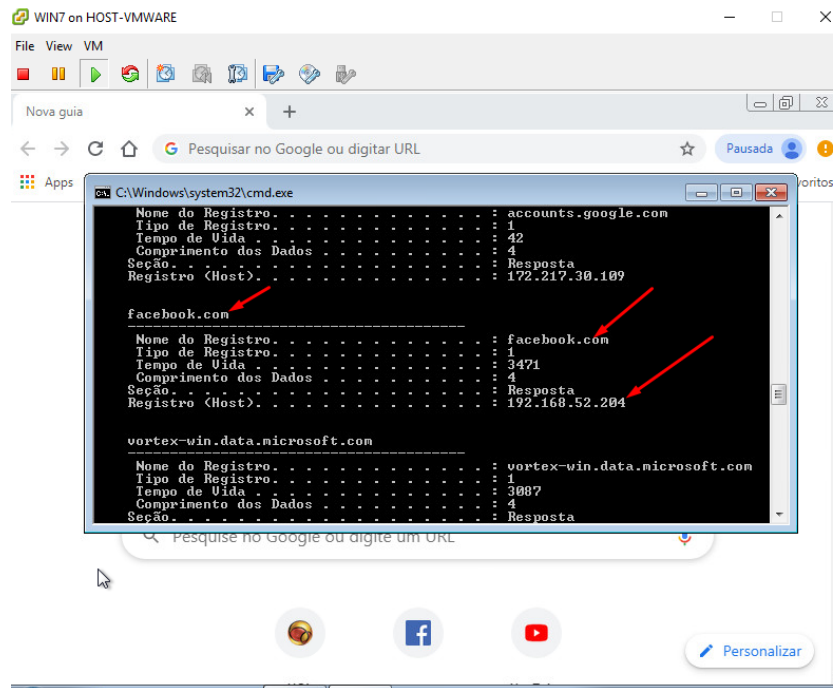 WIN7 on HOST-VMWARE
File View VM
Nova guia
Pesquisar no Google ou digitar URL
Pausada
Apps
voritos
C:\Windows\system32\cmd.exe
Nome do Registro. . . . . . . . . . . . . . : accounts.google.com
Tipo de Registro. . . . . . . . . . . . . . : 1
Tempo de Vida . . . . . . . . . . . . . . . : 42
Comprimento dos Dados . . . . . . . . . . . : 4
Seção. . . . . . . . . . . . . . . . . . . : Resposta
Registro (Host). . . . . . . . . . . . . . : 172.217.30.109
facebook.com
Nome do Registro. . . . . . . . . . . . . . : facebook.com
Tipo de Registro. . . . . . . . . . . . . . : 1
Tempo de Vida . . . . . . . . . . . . . . . : 3471
Comprimento dos Dados . . . . . . . . . . . : 4
Seção. . . . . . . . . . . . . . . . . . . : Resposta
Registro (Host). . . . . . . . . . . . . . : 192.168.52.204
vortex-win.data.microsoft.com
Nome do Registro. . . . . . . . . . . . . . : vortex-win.data.microsoft.com
Tipo de Registro. . . . . . . . . . . . . . : 1
Tempo de Vida . . . . . . . . . . . . . . . : 3087
Comprimento dos Dados . . . . . . . . . . . : 4
Seção. . . . . . . . . . . . . . . . . . . : Resposta
Pesquise no Google ou digite um URL
Personalizar